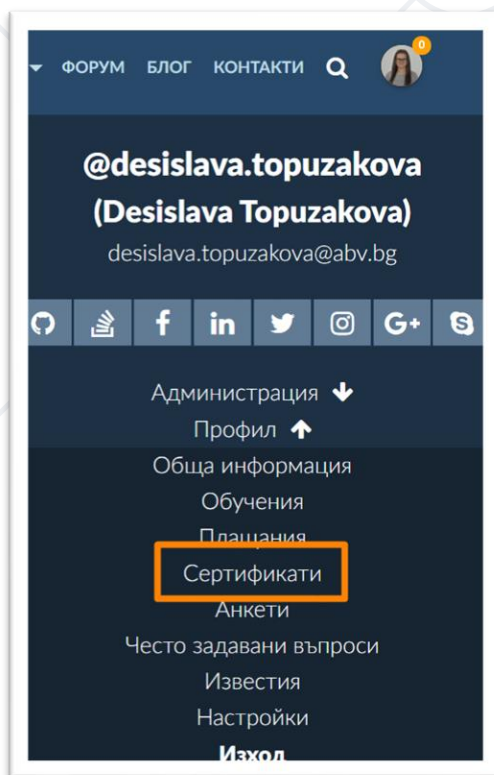 ФОРУМ БЛОГ КОНТАКТИ
0
@desislava.topuzakova
(Desislava Topuzakova)
desislava.topuzakova@abv.bg
Администрация
Профил
Обща информация
Обучения
Плащания
Сертификати
Анкети
Често задавани въпроси
Известия
Настройки
Изход